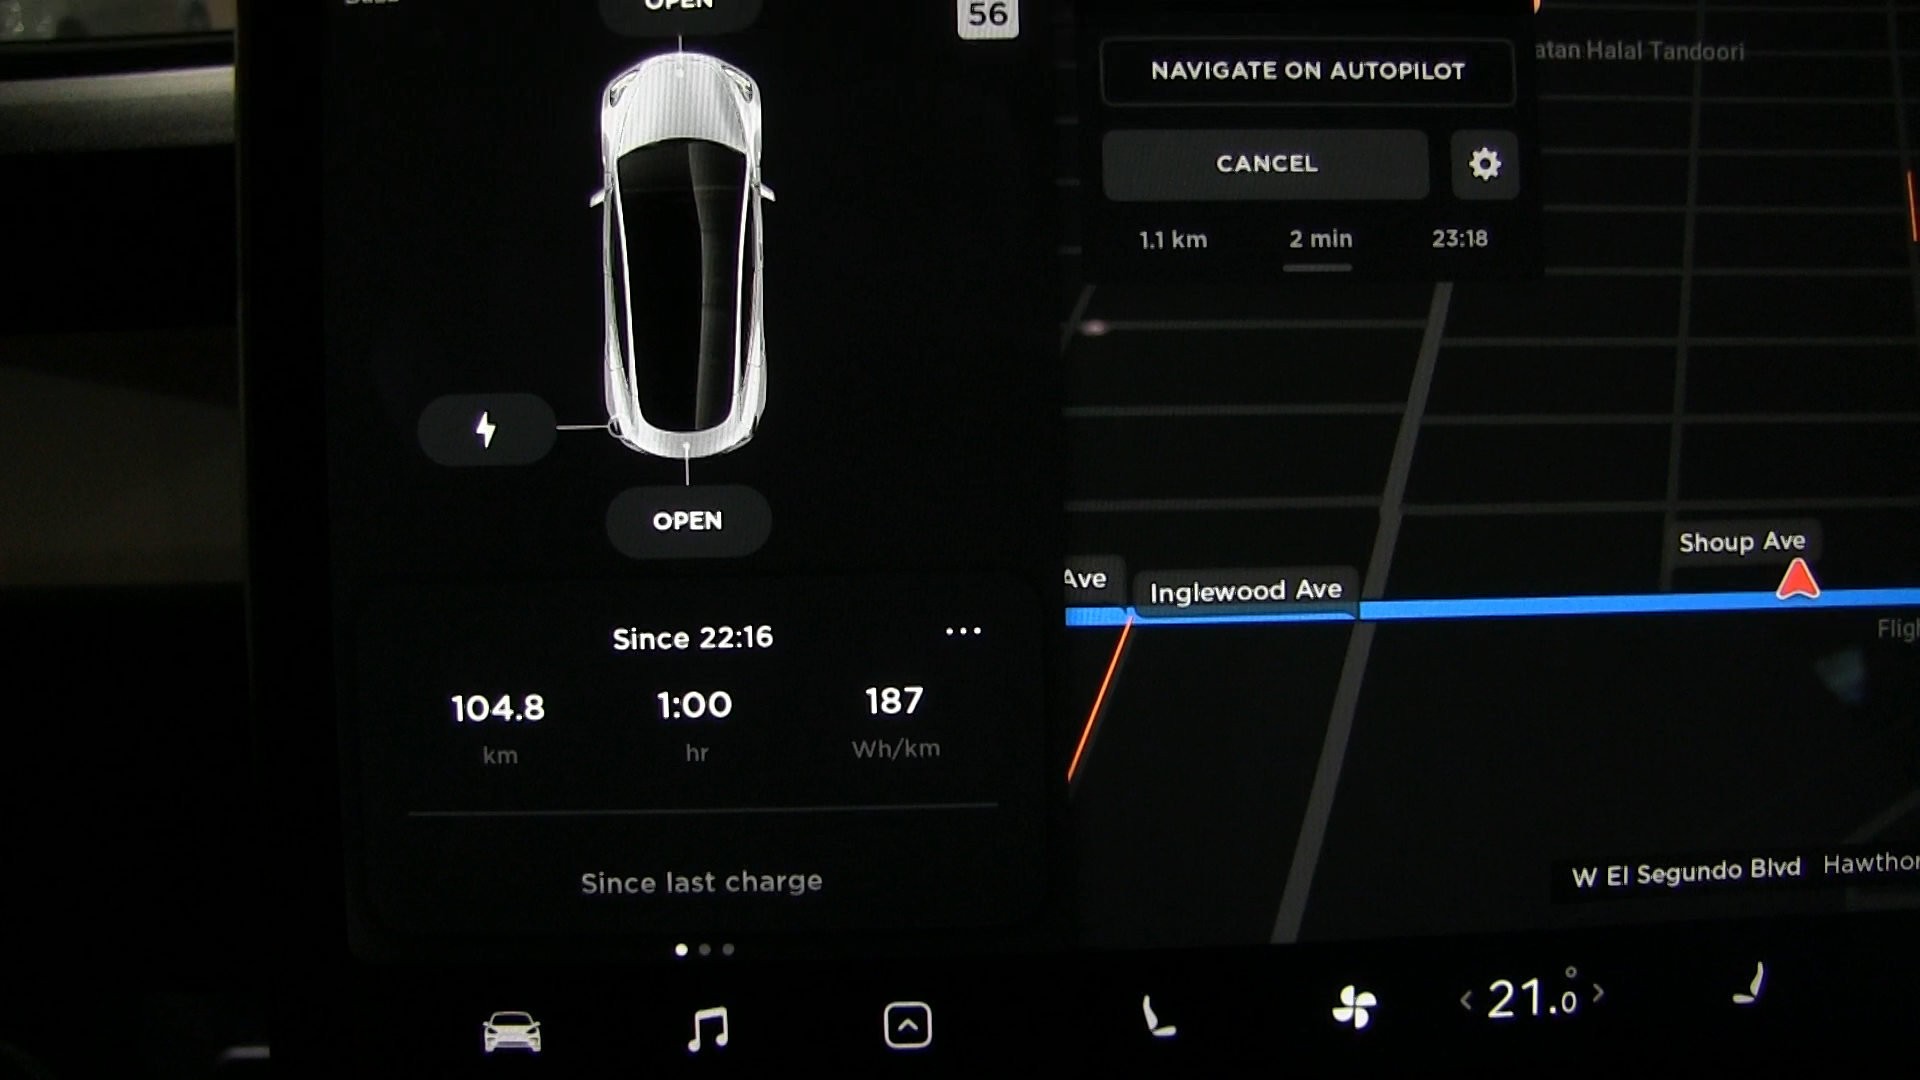 OPEN
56
OPEN
Since 22:16
104.8
1:00
187
km
hr
Wh/km
Since last charge
NAVIGATE ON AUTOPILOT
CANCEL
1.1 km
2 min
23:18
Halal Tandoori
Shoup Ave
Ave
Inglewood Ave
W El Segundo Blvd
21.0°